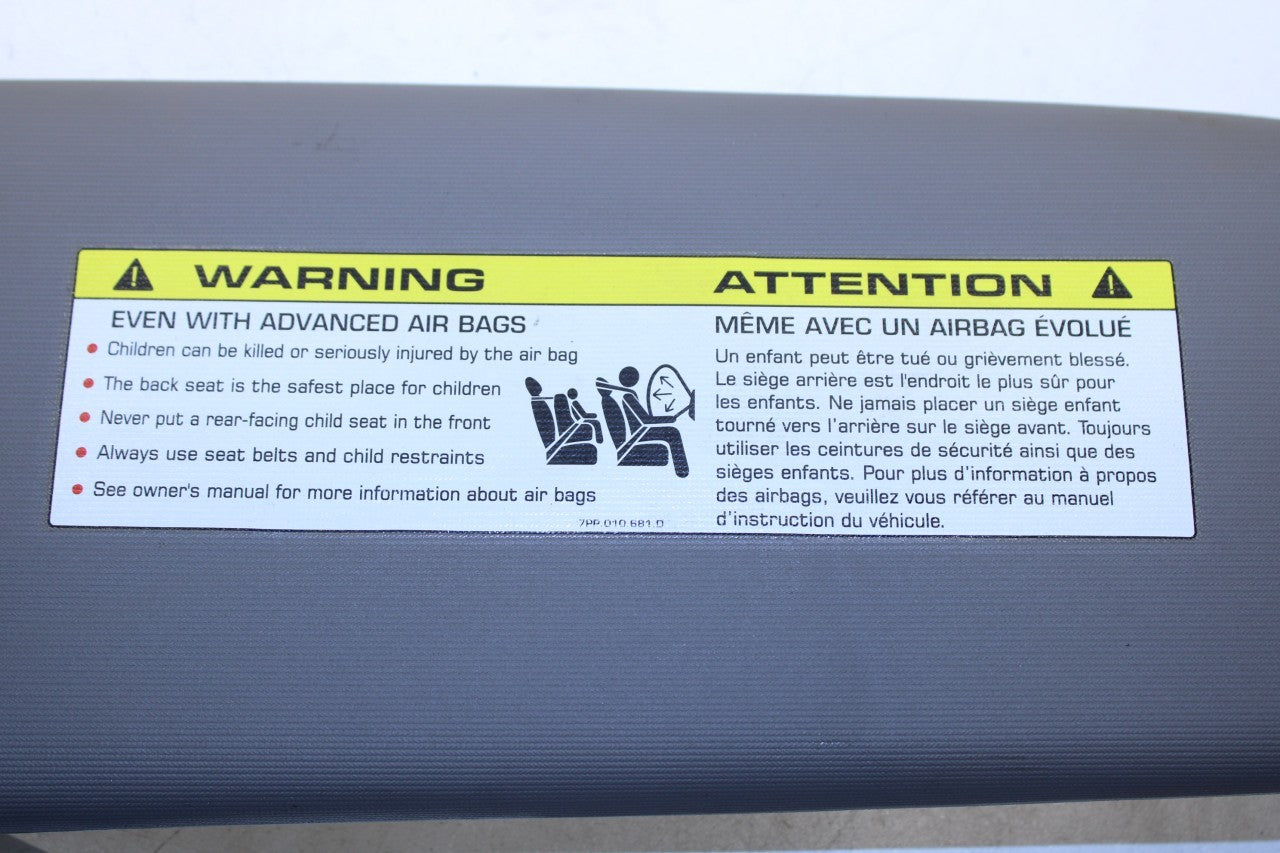 WARNING
EVEN WITH ADVANCED AIR BAGS
• Children can be killed or seriously injured by the air bag
• The back seat is the safest place for children
• Never put a rear-facing child seat in the front
• Always use seat belts and child restraints
• See owner's manual for more information about air bags
7PP.010.681.D
ATTENTION
MÊME AVEC UN AIRBAG ÉVOLUÉ
Un enfant peut être tué ou grièvement blessé.
Le siège arrière est l'endroit le plus sûr pour
les enfants. Ne jamais placer un siège enfant
tourné vers l'arrière sur le siège avant. Toujours
utiliser les ceintures de sécurité ainsi que des
sièges enfants. Pour plus d'information à propos
des airbags, veuillez vous référer au manuel
d'instruction du véhicule.